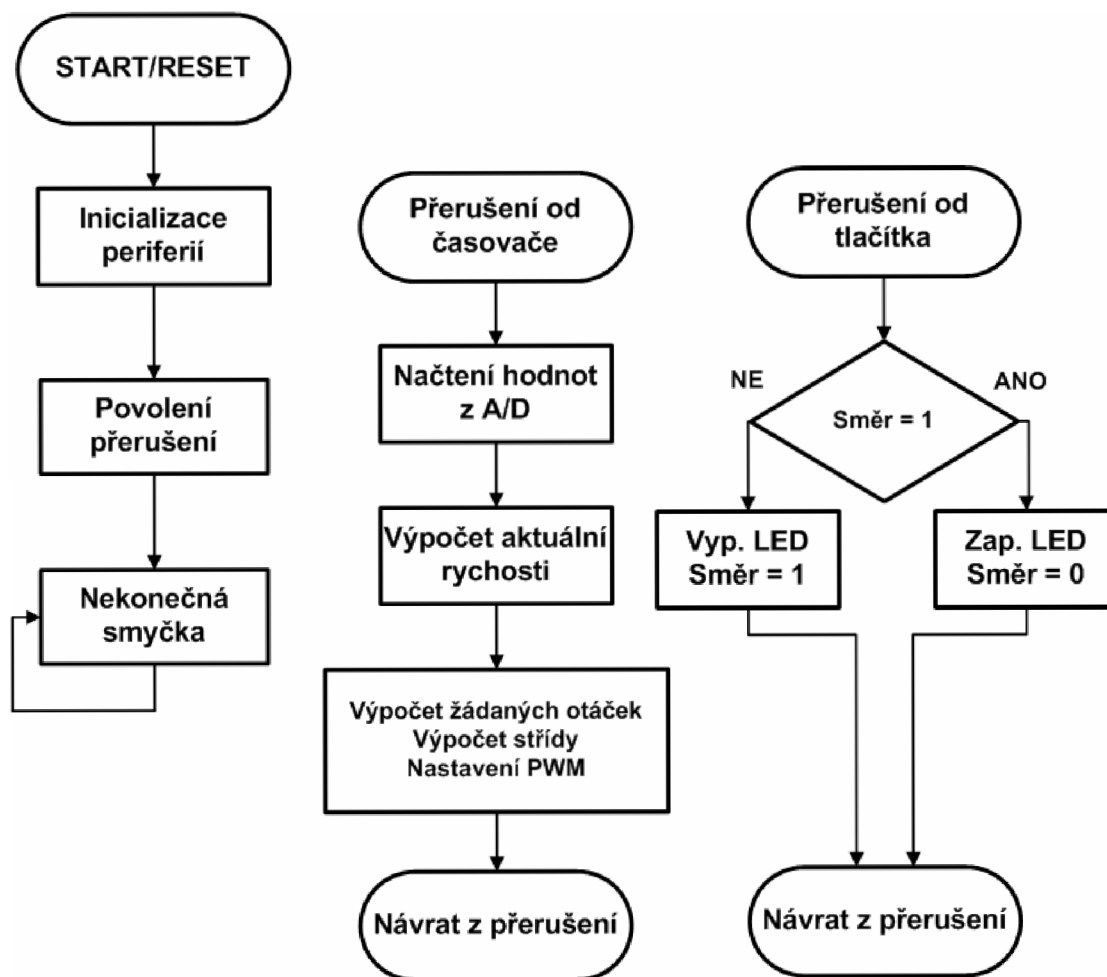 START/RESET
Inicializace
periferií
Povolení
přerušení
Nekonečná
smyčka
Přerušení od
časovače
Načtení hodnot
z A/D
Výpočet aktuální
rychosti
Výpočet žádaných otáček
Výpočet střídy
Nastavení PWM
Návrat z přerušení
Přerušení od
tlačítka
NE
ANO
Směr = 1
Vyp. LED
Směr = 1
Zap. LED
Směr = 0
Návrat z přerušení